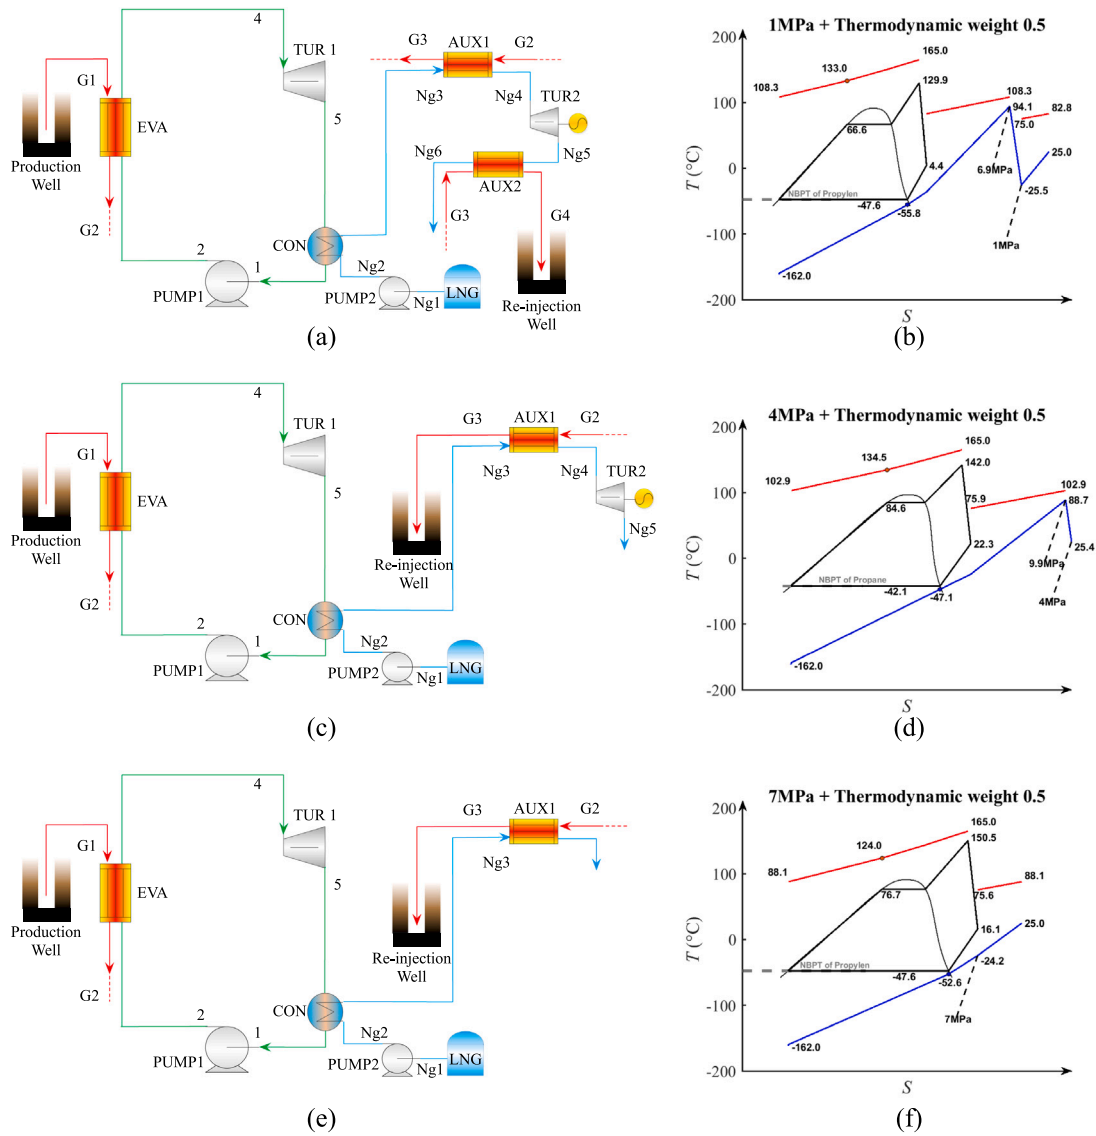 4
TUR 1
G3
AUX1
G2
G1
Ng3
Ng4
TUR2
5
EVA
Ng6
Ng5
Production
Well
AUX2
G2
G3
G4
CON
2
1
Ng2
LNG
PUMP1
PUMP2
Ng1
Re-injection
Well
(a)
1MPa + Thermodynamic weight 0.5
200
100
0
-100
-200
T (°C)
165.0
133.0
108.3
129.9
108.3
94.1
82.8
75.0
66.6
6.9MPa
25.0
4.4
NBPT of Propylen
-47.6
-55.8
-25.5
1MPa
-162.0
S
(b)
4
TUR 1
G3
AUX1
G2
G1
Ng3
Ng4
TUR2
5
EVA
Ng5
Production
Well
Re-injection
Well
G2
CON
2
1
Ng2
LNG
PUMP1
PUMP2
Ng1
(c)
4MPa + Thermodynamic weight 0.5
200
100
0
-100
-200
T (°C)
165.0
134.5
142.0
102.9
102.9
88.7
84.6
75.9
22.3
25.4
9.9MPa
NBPT of Propane
-42.1
-47.1
4MPa
-162.0
S
(d)
4
TUR 1
G3
AUX1
G2
G1
Ng3
5
EVA
Production
Well
Re-injection
Well
G2
CON
2
1
Ng2
LNG
PUMP1
PUMP2
Ng1
(e)
7MPa + Thermodynamic weight 0.5
200
100
0
-100
-200
T (°C)
165.0
124.0
150.5
88.1
88.1
76.7
75.6
16.1
25.0
NBPT of Propylen
-47.6
-24.2
-52.6
7MPa
-162.0
S
(f)